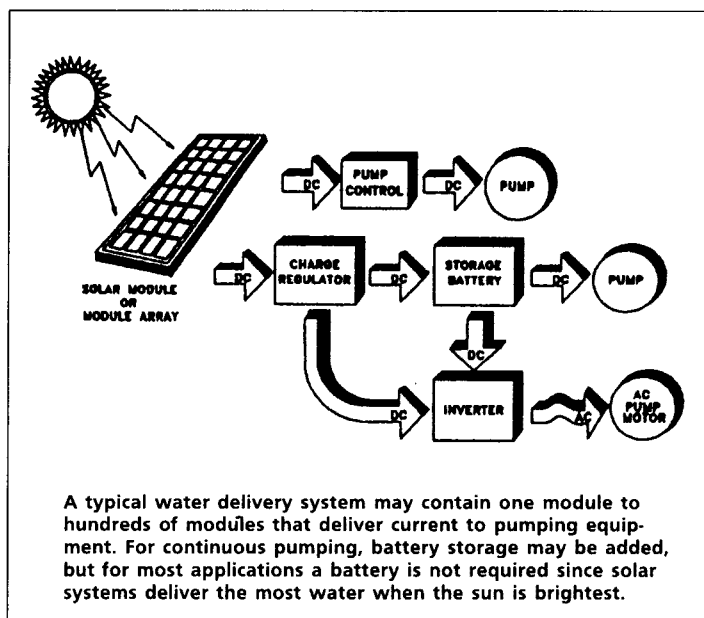 DC
PUMP
CONTROL
DC
PUMP
SOLAR MODULE
OR
MODULE ARRAY
DC
CHARGE
REGULATOR
DC
STORAGE
BATTERY
DC
PUMP
DC
DC
INVERTER
AC
AC
PUMP
MOTOR
A typical water delivery system may contain one module to
hundreds of modules that deliver current to pumping equip-
ment. For continuous pumping, battery storage may be added,
but for most applications a battery is not required since solar
systems deliver the most water when the sun is brightest.